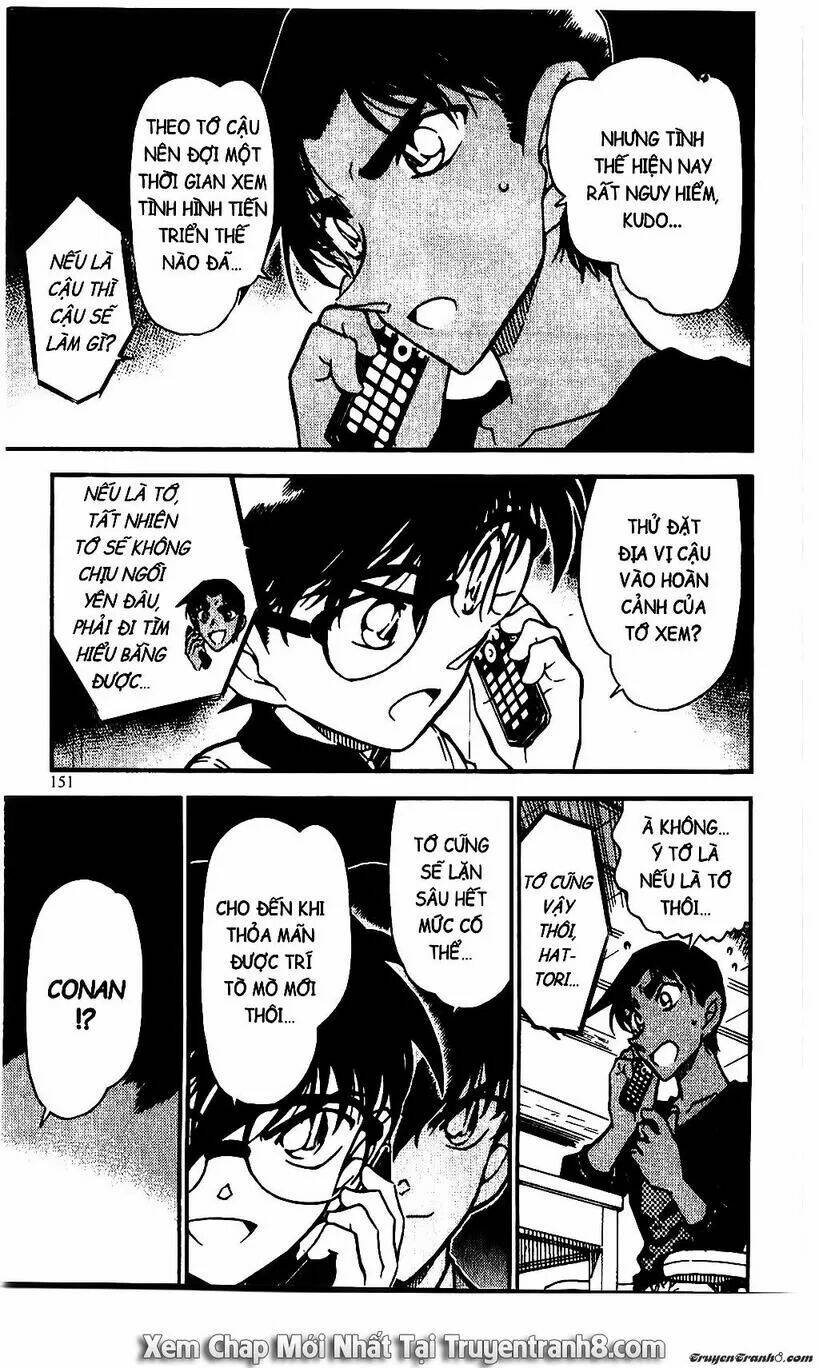 NHƯNG TÌNH
THẾ HIỆN NAY
RẤT NGUY HIỂM,
KUDO...
THEO TỚ CẬU
NÊN ĐỢI MỘT
THỜI GIAN XEM
TÌNH HÌNH TIẾN
TRIỂN THẾ
NÀO ĐÃ...
NẾU LÀ
CẬU THÌ
CẬU SẼ
LÀM GÌ?
THỬ ĐẶT
ĐỊA VỊ CẬU
VÀO HOÀN
CẢNH CỦA
TỚ XEM?
NẾU LÀ TỚ,
TẤT NHIÊN
TỚ SẼ KHÔNG
CHỊU NGỒI
YÊN ĐÂU,
PHẢI ĐI TÌM
HIỂU BẰNG
ĐƯỢC...
151
À KHÔNG...
Ý TỚ LÀ
NẾU LÀ TỚ
THÔI...
TỚ CŨNG
VẬY
THÔI,
HAT-
TORI...
TỚ CŨNG
SẼ LẶN
SÂU HẾT
MỨC CÓ
THỂ...
CHO ĐẾN KHI
THỎA MÃN
ĐƯỢC TRÍ
TÒ MÒ MỚI
THÔI...
CONAN
!?
Xem Chap Mới Nhất Tại Truyentranh8.com
TruyenTranh8.com